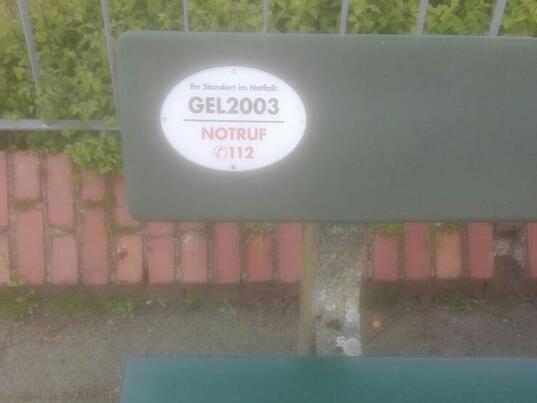 Ihr Standort im Notfall:
GEL2003
NOTRUF
✆112